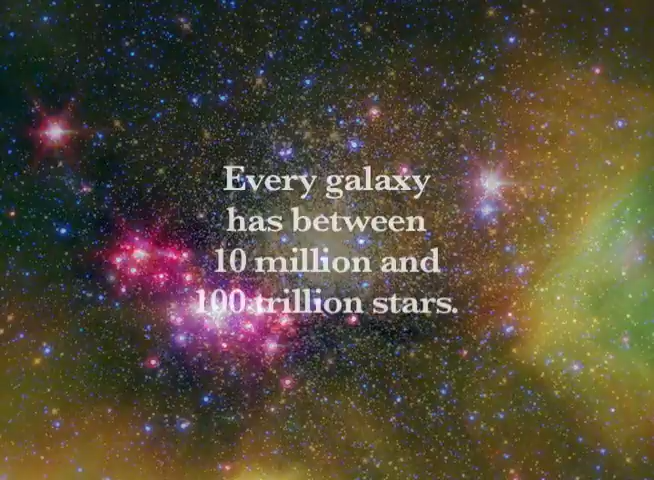 Every galaxy
has between
10 million and
100 trillion stars.